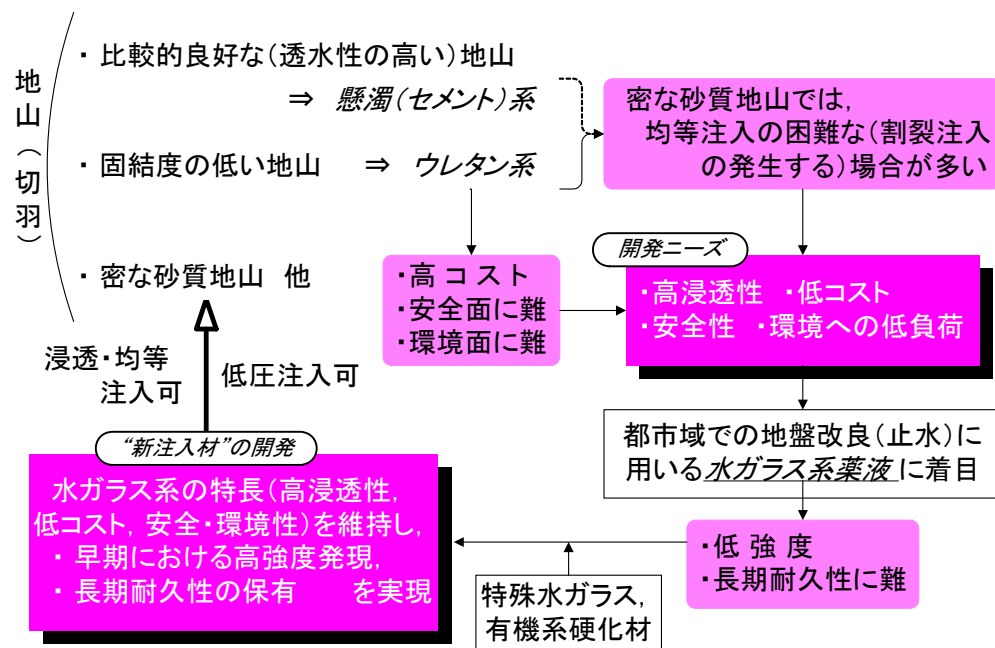 地山（切羽）
・ 比較的良好な（透水性の高い）地山
⇒ 懸濁（セメント）系
・ 固結度の低い地山 ⇒ ウレタン系
・ 密な砂質地山 他
密な砂質地山では，
均等注入の困難な（割裂注入
の発生する）場合が多い
・高 コ ス ト
・安全面に難
・環境面に難
開発ニーズ
・高浸透性 ・低コスト
・安全性 ・環境への低負荷
都市域での地盤改良（止水）に
用いる水ガラス系薬液に着目
・低 強 度
・長期耐久性に難
特殊水ガラス，
有機系硬化材
“新注入材”の開発
水ガラス系の特長（高浸透性，
低コスト，安全・環境性）を維持し，
・ 早期における高強度発現，
・ 長期耐久性の保有 を実現
浸透・均等
注入可
低圧注入可